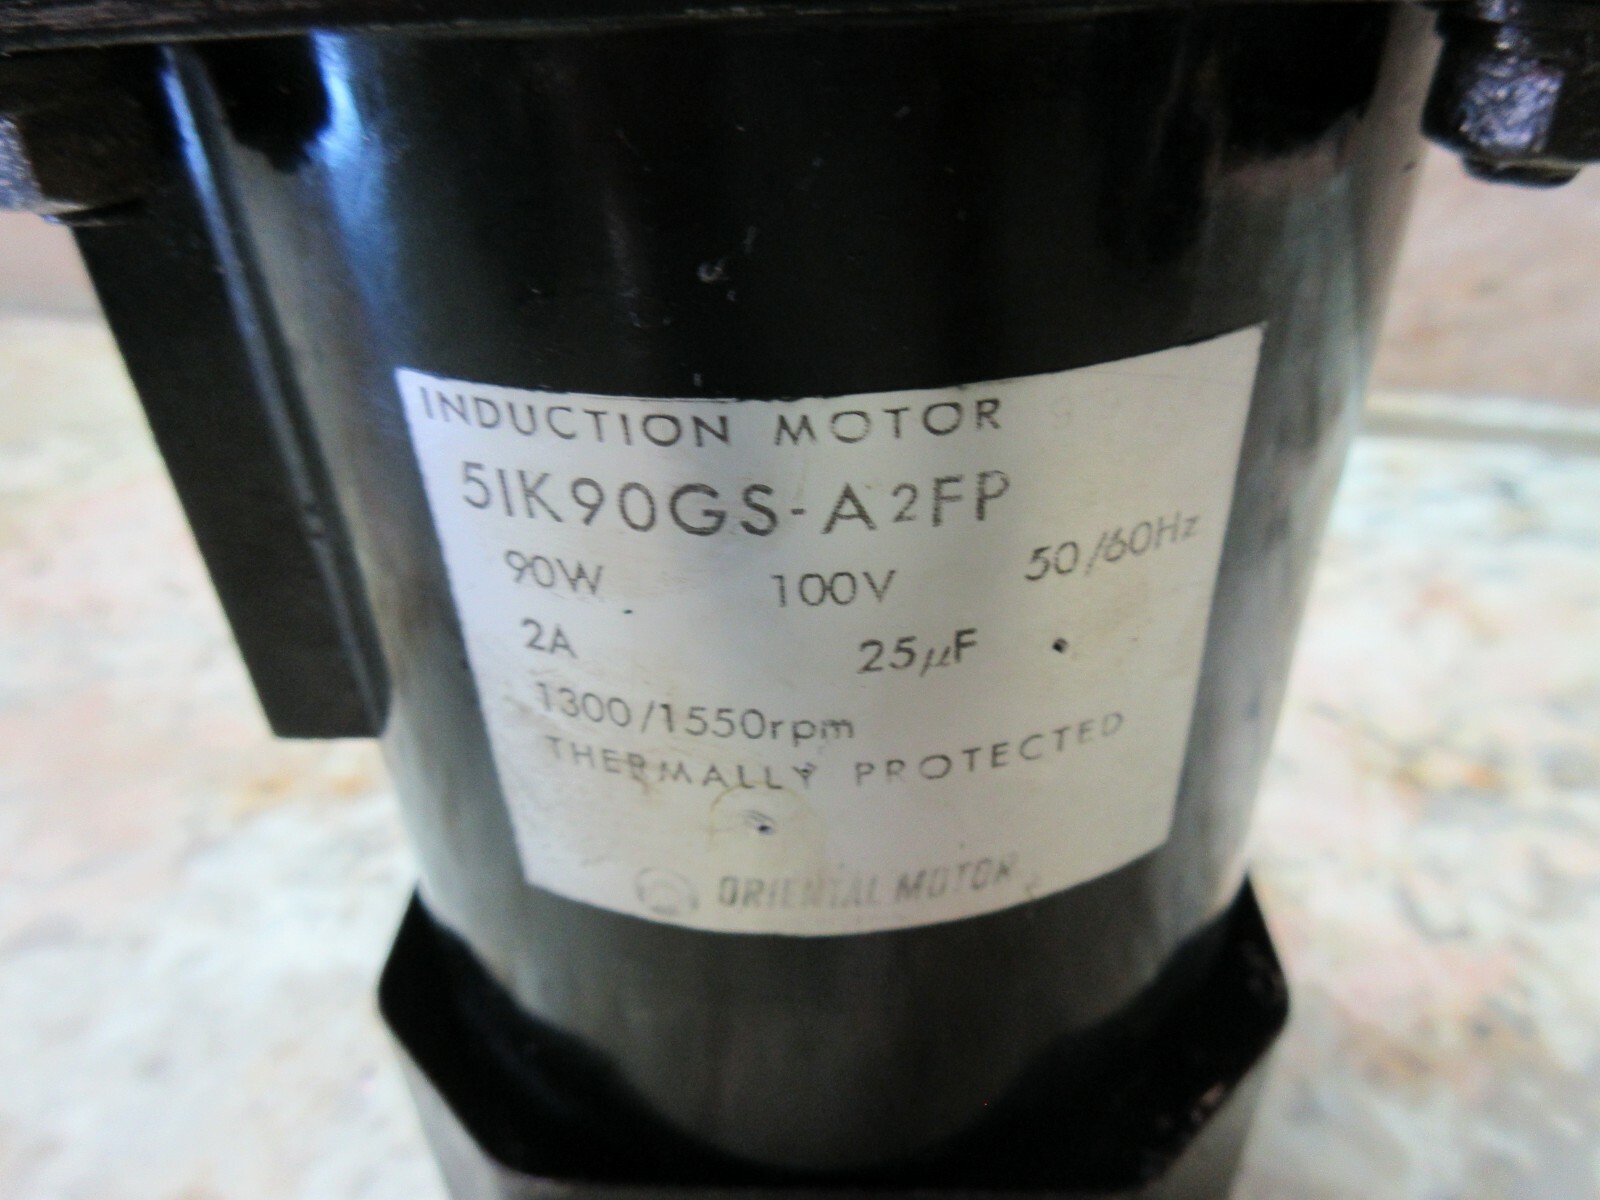 INDUCTION MOTOR
5IK90GS-A2FP
90W 100V 50/60Hz
2A 25μF
1300/1550rpm
THERMALLY PROTECTED
ORIENTAL MOTOR